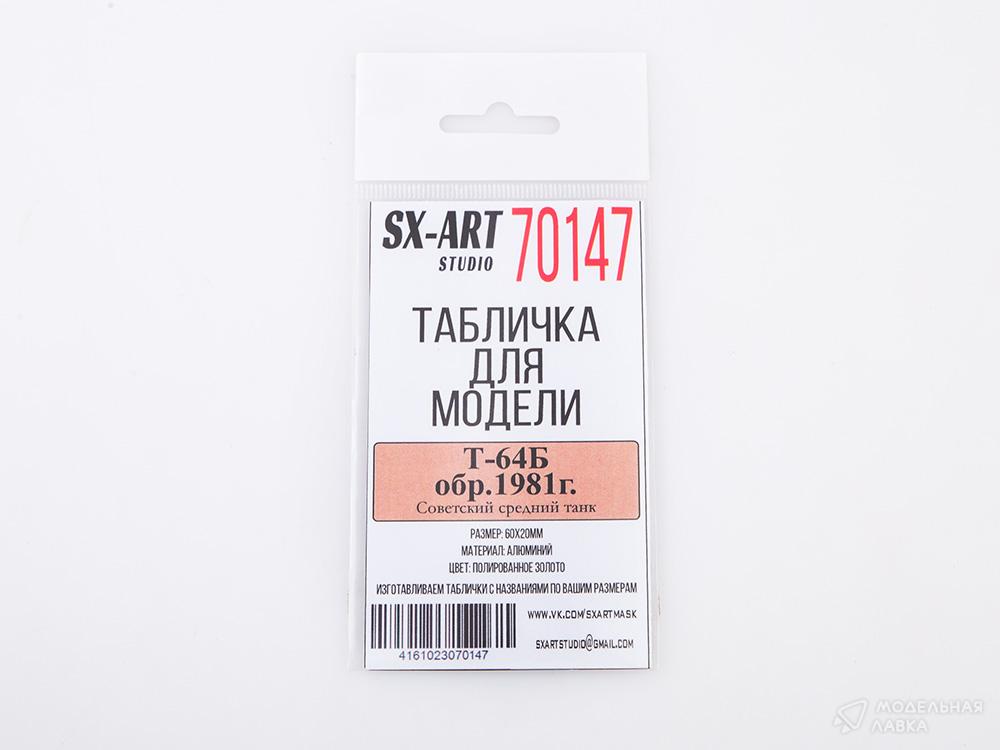 SX-ART
STUDIO
70147
ТАБЛИЧКА
ДЛЯ
МОДЕЛИ
Т-64Б
обр.1981г.
Советский средний танк
РАЗМЕР: 60X20ММ
МАТЕРИАЛ: АЛЮМИНИЙ
ЦВЕТ: ПОЛИРОВАННОЕ ЗОЛОТО
ИЗГОТАВЛИВАЕМ ТАБЛИЧКИ С НАЗВАНИЯМИ ПО ВАШИМ РАЗМЕРАМ
WWW.VK.COM/SXARTMASK
SXARTSTUDIO@GMAIL.COM
4161023070147
МОДЕЛЬНАЯ
ЛАВКА